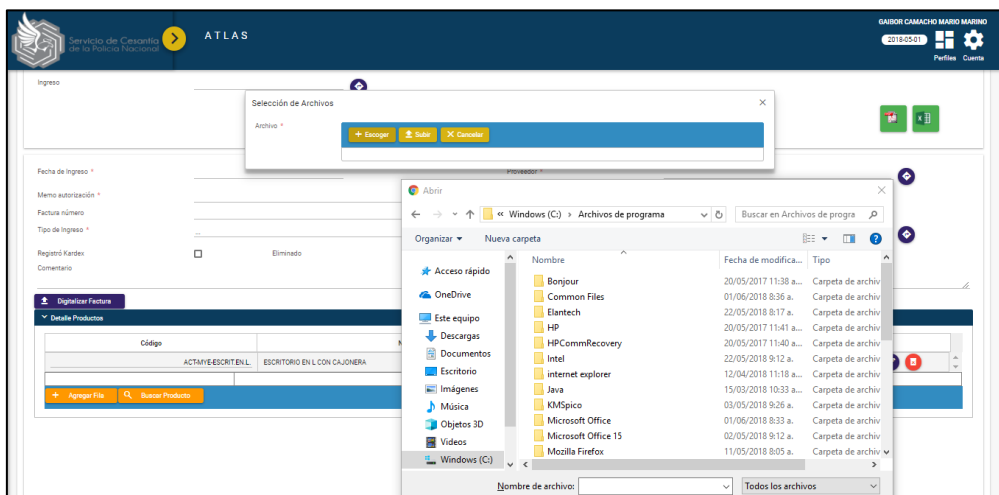 GAIBOR CAMACHO MARIO MARINO
Servicio de Cesantía
de la Policía Nacional
ATLAS
2018-05-01
Perfiles Cuenta
Ingreso
Selección de Archivos
Archivo *
+ Escoger
Subir
Cancelar
Fecha de Ingreso *
Proveedor *
Memo autorización *
Factura número
Tipo de Ingreso *
...
Registró Kardex
Eliminado
Comentario
Digitalizar Factura
Detalle Productos
Código
ACT-MYE-ESCRIT.EN.L. ESCRITORIO EN L CON CAJONERA
+ Agregar Fila
Buscar Producto
Abrir
« Windows (C:) > Archivos de programa
Buscar en Archivos de progra
Organizar
Nueva carpeta
Acceso rápido
OneDrive
Este equipo
Descargas
Documentos
Escritorio
Imágenes
Música
Objetos 3D
Videos
Windows (C:)
Nombre Fecha de modifica... Tipo
Bonjour 20/05/2017 11:38 a... Carpeta de archiv
Common Files 01/06/2018 8:36 a. Carpeta de archiv
Elantech 22/05/2018 8:17 a. Carpeta de archiv
HP 20/05/2017 11:41 a... Carpeta de archiv
HPCommRecovery 20/05/2017 11:40 a... Carpeta de archiv
Intel 22/05/2018 9:12 a. Carpeta de archiv
internet explorer 12/04/2018 11:18 a... Carpeta de archiv
Java 15/03/2018 10:33 a... Carpeta de archiv
KMSpico 03/05/2018 9:26 a. Carpeta de archiv
Microsoft Office 01/06/2018 8:33 a. Carpeta de archiv
Microsoft Office 15 02/05/2018 9:12 a. Carpeta de archiv
Mozilla Firefox 11/05/2018 8:05 a. Carpeta de archiv
Nombre de archivo:
Todos los archivos